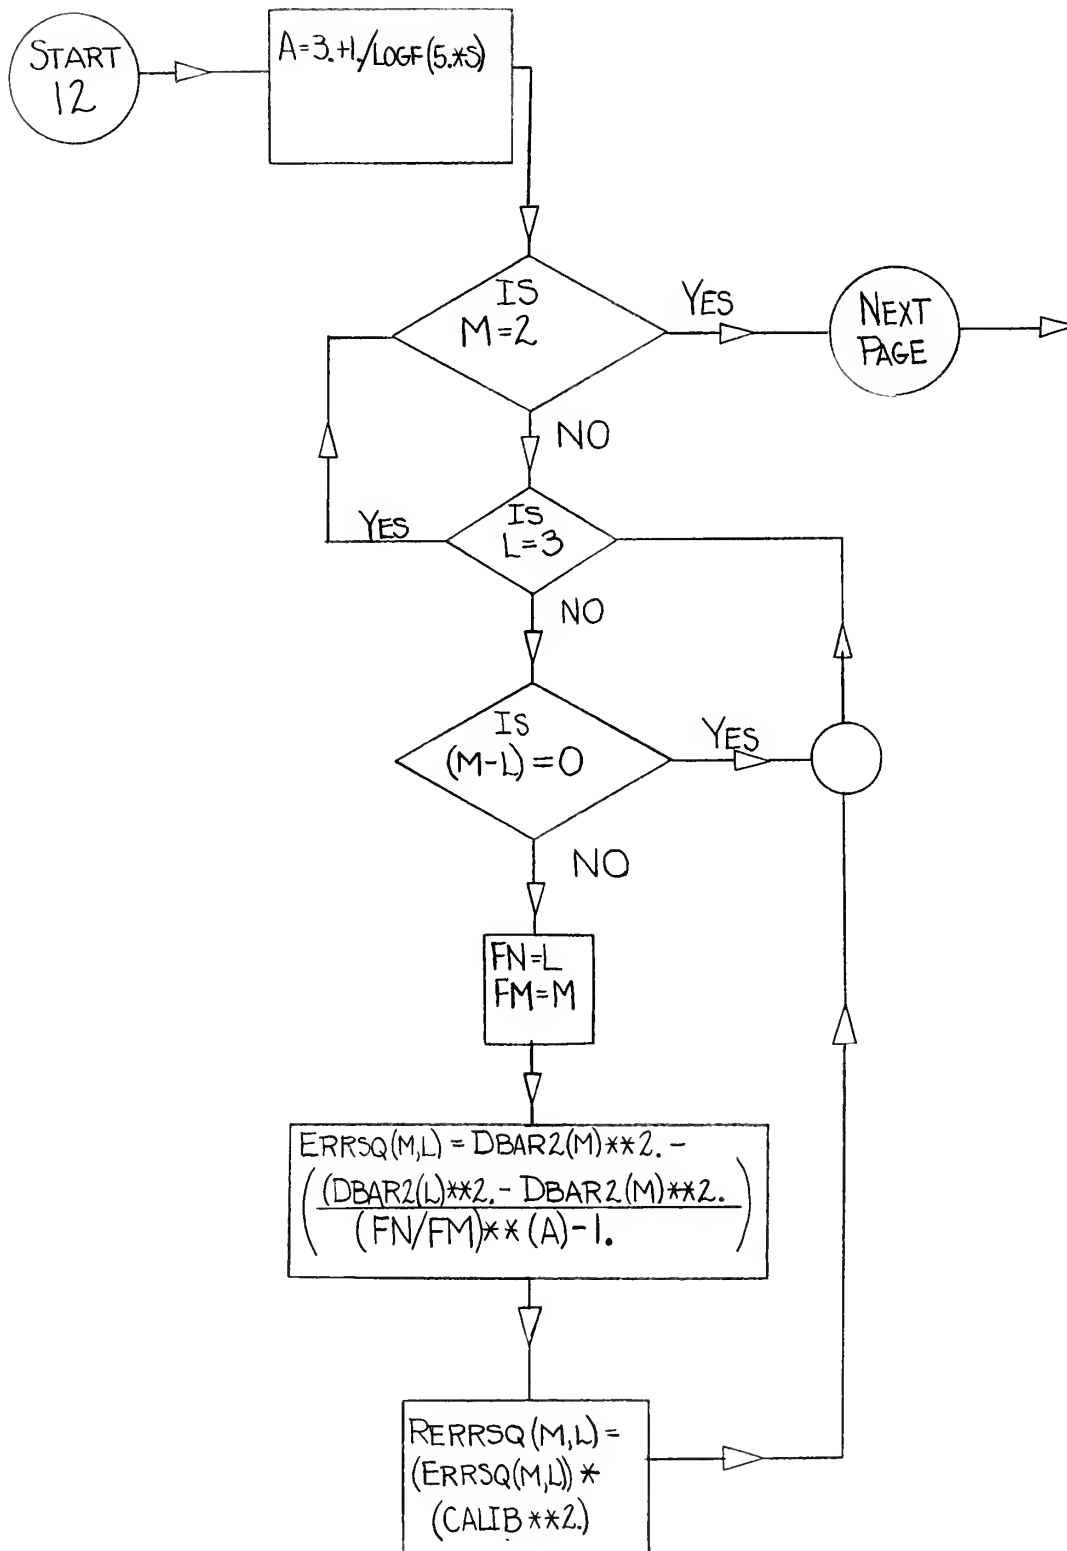 START
12
A=3.+1./LOGF(5.*S)
IS
M=2
YES
NEXT
PAGE
NO
IS
L=3
YES
NO
IS
(M-L)=0
YES
NO
FN=L
FM=M
ERRSQ(M,L)=DBAR2(M)**2.-
((DBAR2(L)**2.-DBAR2(M)**2.
(FN/FM)**(A)-1.)
RERRSQ(M,L)=
(ERRSQ(M,L))*
(CALIB**2.)